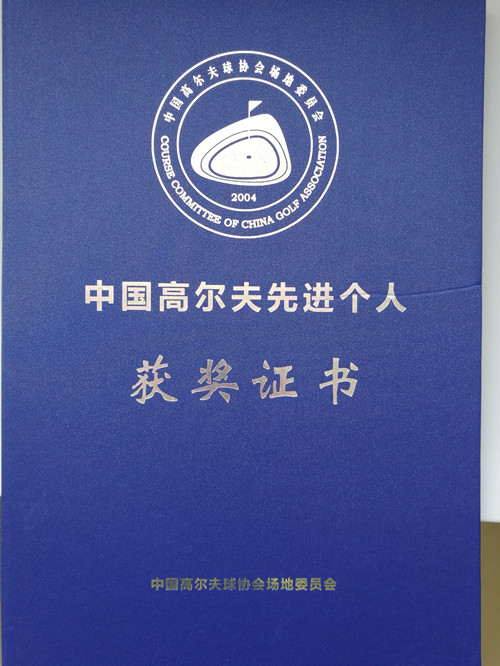 中国高尔夫球协会场地委员会
2004
COURSE COMMITTEE OF CHINA GOLF ASSOCIATION
中国高尔夫先进个人
获奖证书
中国高尔夫球协会场地委员会